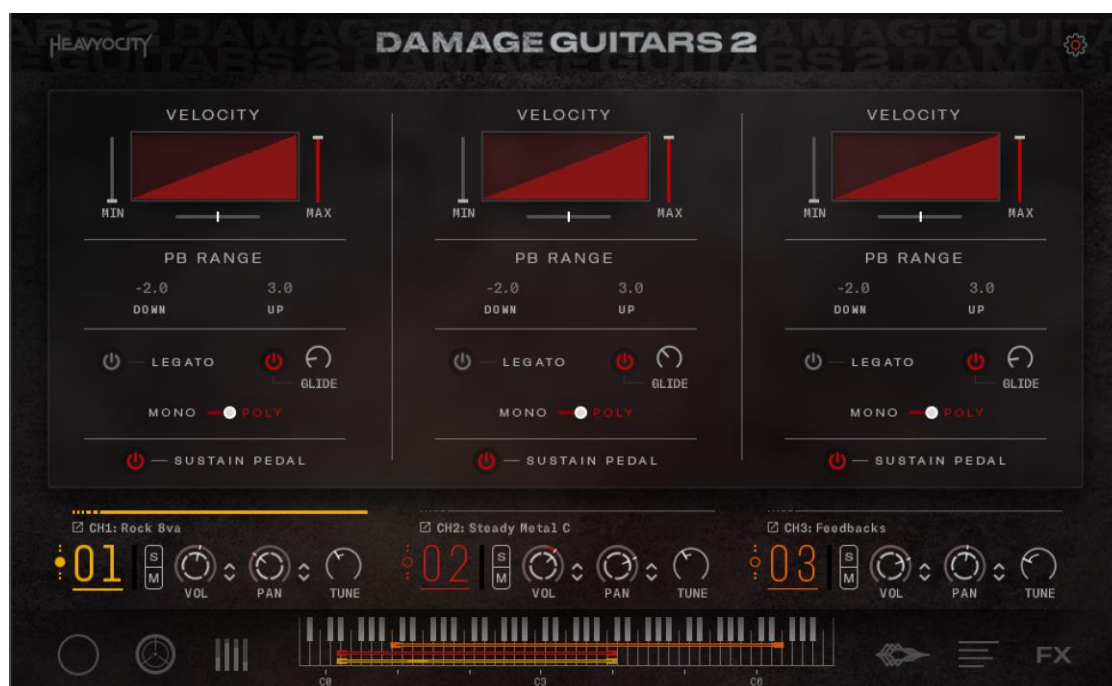 HEAVYOCITY
DAMAGE GUITARS 2
VELOCITY VELOCITY VELOCITY
MIN MAX MIN MAX MIN MAX
PB RANGE PB RANGE PB RANGE
-2.0 3.0 -2.0 3.0 -2.0 3.0
DOWN UP DOWN UP DOWN UP
LEGATO LEGATO LEGATO
GLIDE GLIDE GLIDE
MONO POLY MONO POLY MONO POLY
SUSTAIN PEDAL SUSTAIN PEDAL SUSTAIN PEDAL
CH1: Rock 8va CH2: Steady Metal C CH3: Feedbacks
01 S M 02 S M 03 S M
VOL PAN TUNE VOL PAN TUNE VOL PAN TUNE
FX
C0 C3 C6